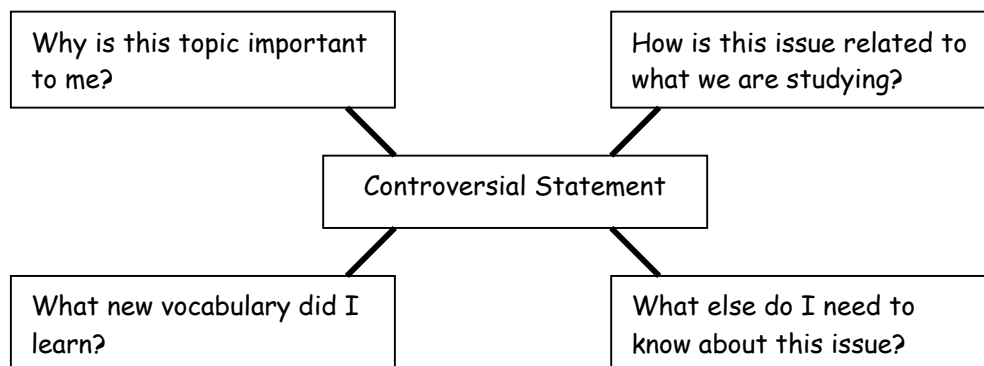 Why is this topic important
to me?
How is this issue related to
what we are studying?
Controversial Statement
What new vocabulary did I
learn?
What else do I need to
know about this issue?